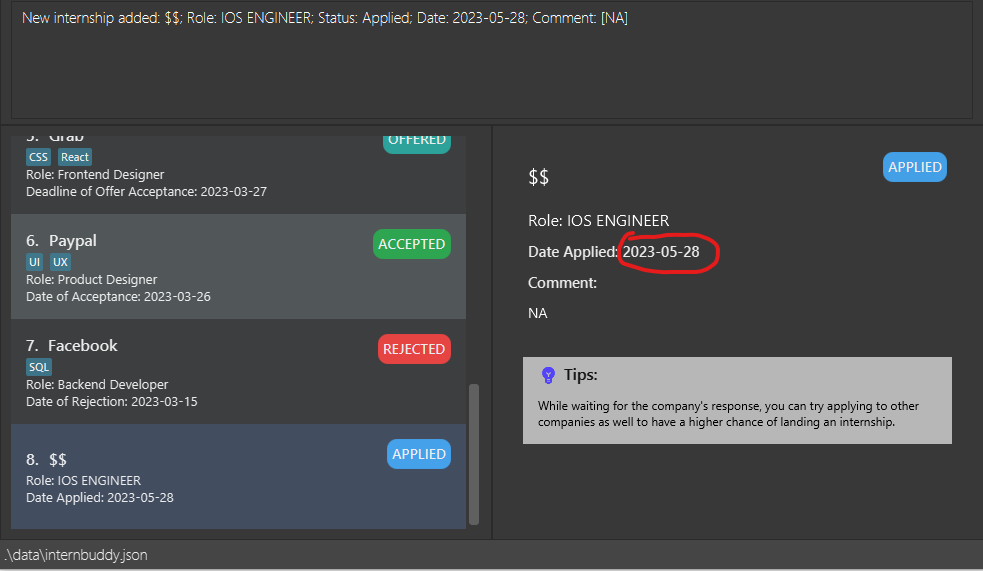 New internship added: $$; Role: IOS ENGINEER; Status: Applied; Date: 2023-05-28; Comment: [NA]
5. Grab
OFFERED
CSS React
Role: Frontend Designer
Deadline of Offer Acceptance: 2023-03-27
6. Paypal
ACCEPTED
UI UX
Role: Product Designer
Date of Acceptance: 2023-03-26
7. Facebook
REJECTED
SQL
Role: Backend Developer
Date of Rejection: 2023-03-15
8. $$
APPLIED
Role: IOS ENGINEER
Date Applied: 2023-05-28
$$
APPLIED
Role: IOS ENGINEER
Date Applied: 2023-05-28
Comment:
NA
Tips:
While waiting for the company's response, you can try applying to other
companies as well to have a higher chance of landing an internship.
.\data\internbuddy.json